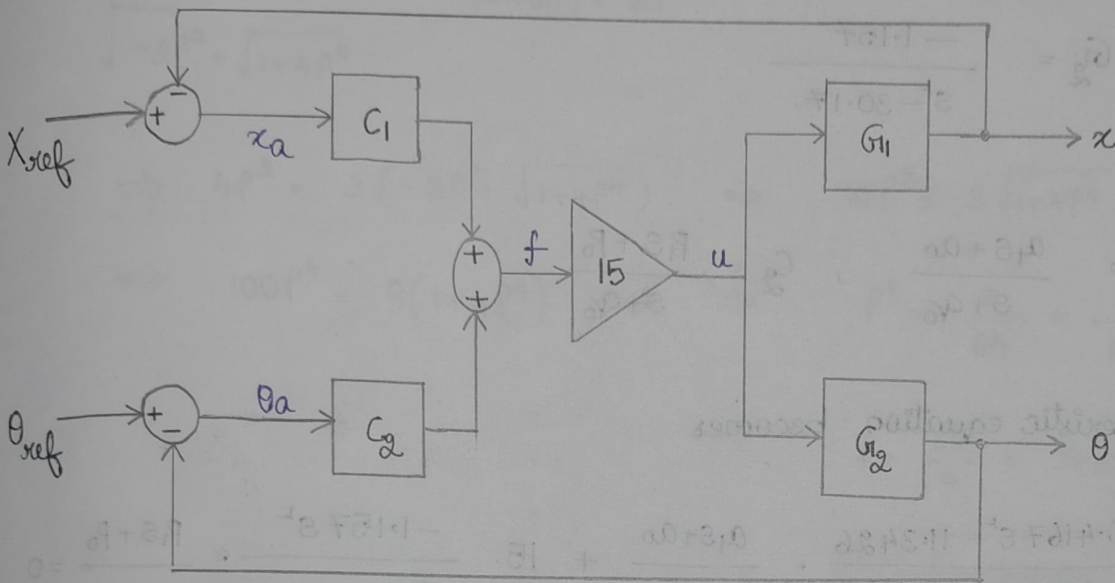 -
+
X_ref
x_a
C_1
G_1
x
+
+
f
15
u
θ_ref
+
-
θ_a
C_2
G_2
θ